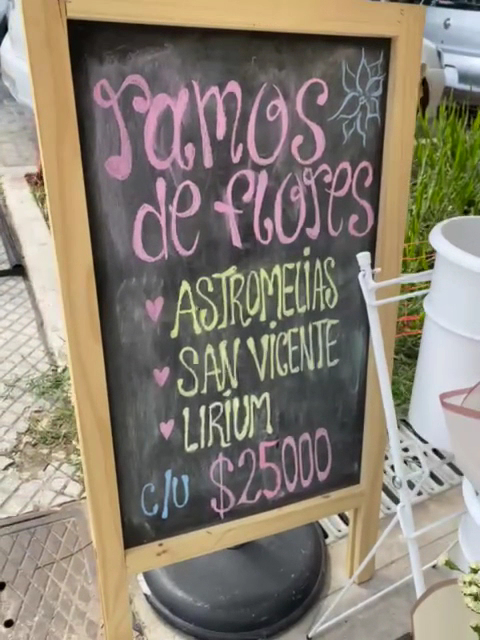 ramos
de flores
ASTROMELIAS
SAN VICENTE
LIRIUM
c/u $25000